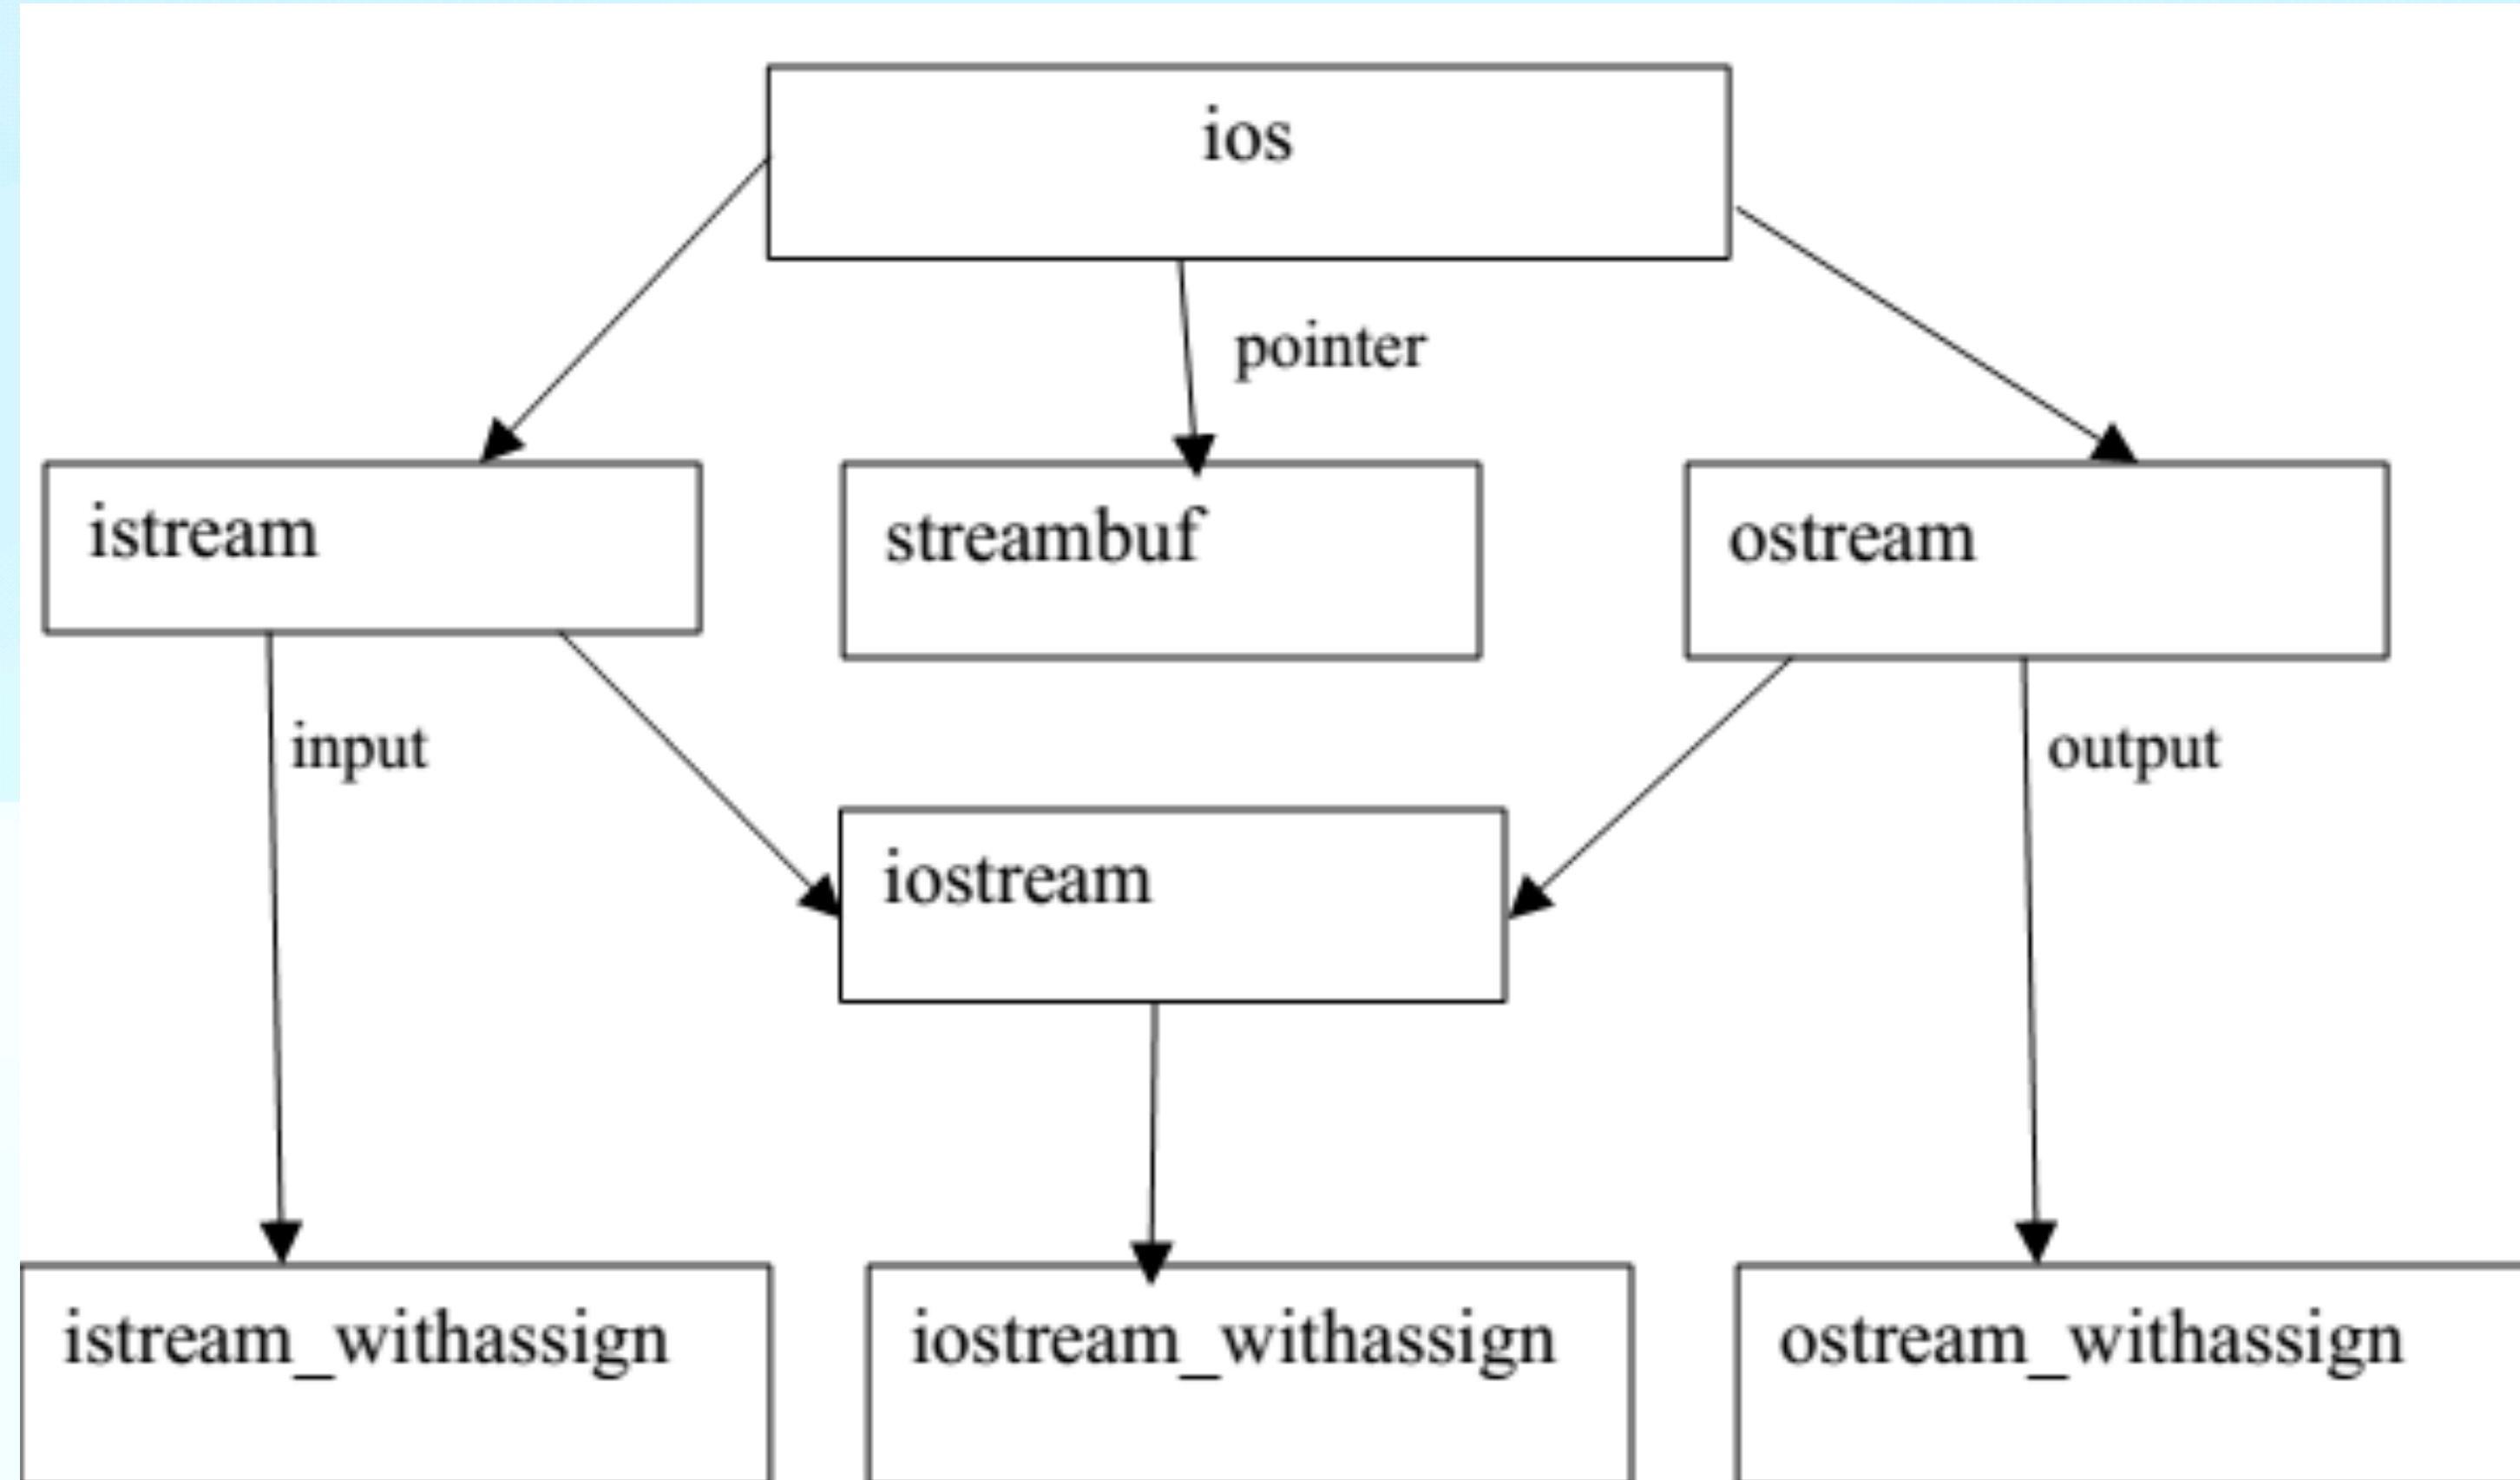 ios
pointer
istream
streambuf
ostream
input
output
iostream
istream_withassign
iostream_withassign
ostream_withassign